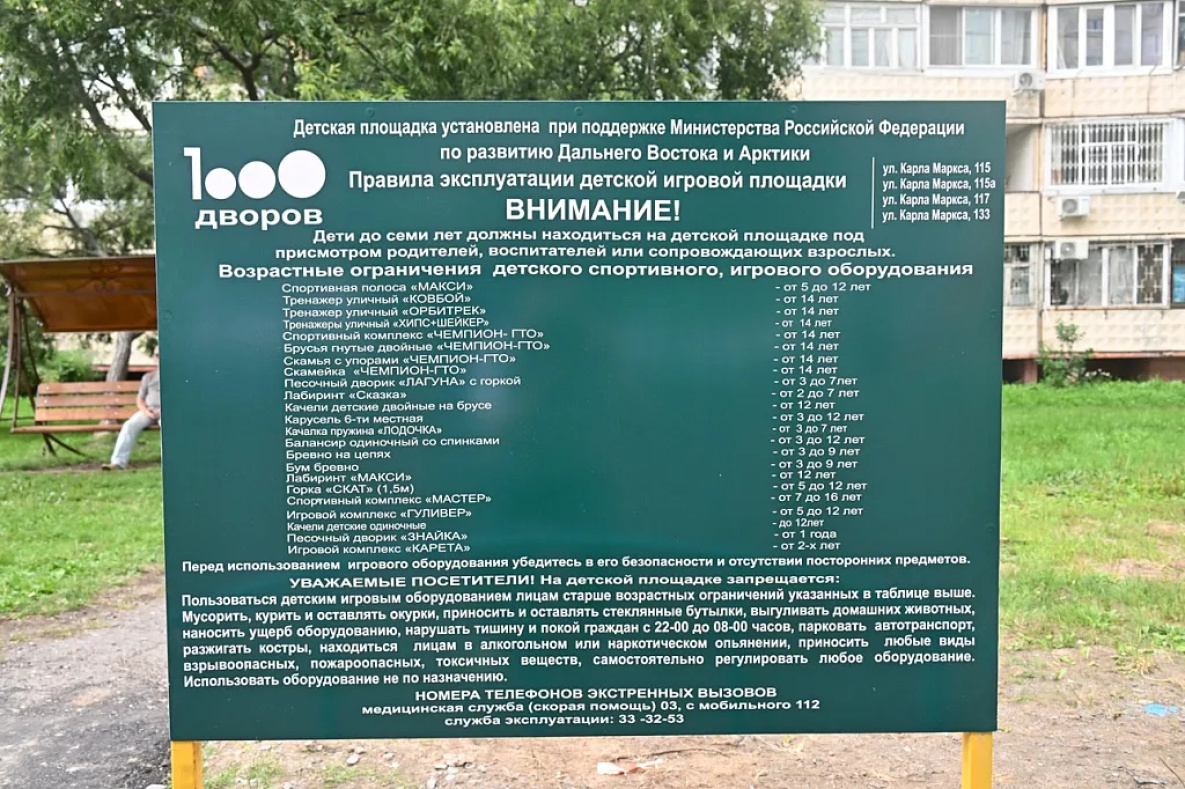 Детская площадка установлена при поддержке Министерства Российской Федерации
по развитию Дальнего Востока и Арктики
1000
дворов
Правила эксплуатации детской игровой площадки
ВНИМАНИЕ!
ул. Карла Маркса, 115
ул. Карла Маркса, 115а
ул. Карла Маркса, 117
ул. Карла Маркса, 133
Дети до семи лет должны находиться на детской площадке под
присмотром родителей, воспитателей или сопровождающих взрослых.
Возрастные ограничения детского спортивного, игрового оборудования
Спортивная полоса «МАКСИ» - от 5 до 12 лет
Тренажер уличный «КОВБОЙ» - от 14 лет
Тренажер уличный «ОРБИТРЕК» - от 14 лет
Тренажеры уличный «ХИПС+ШЕЙКЕР» - от 14 лет
Спортивный комплекс «ЧЕМПИОН- ГТО» - от 14 лет
Брусья гнутые двойные «ЧЕМПИОН-ГТО» - от 14 лет
Скамья с упорами «ЧЕМПИОН-ГТО» - от 14 лет
Скамейка «ЧЕМПИОН-ГТО» - от 14 лет
Песочный дворик «ЛАГУНА» с горкой - от 3 до 7лет
Лабиринт «Сказка» - от 2 до 7 лет
Качели детские двойные на брусе - от 12 лет
Карусель 6-ти местная - от 3 до 12 лет
Качалка пружина «ЛОДОЧКА» - от 3 до 7 лет
Балансир одиночный со спинками - от 3 до 12 лет
Бревно на цепях - от 3 до 9 лет
Бум бревно - от 3 до 9 лет
Лабиринт «МАКСИ» - от 12 лет
Горка «СКАТ» (1,5м) - от 5 до 12 лет
Спортивный комплекс «МАСТЕР» - от 7 до 16 лет
Игровой комплекс «ГУЛИВЕР» - от 5 до 12 лет
Качели детские одиночные - до 12лет
Песочный дворик «ЗНАЙКА» - от 1 года
Игровой комплекс «КАРЕТА» - от 2-х лет
Перед использованием игрового оборудования убедитесь в его безопасности и отсутствии посторонних предметов.
УВАЖАЕМЫЕ ПОСЕТИТЕЛИ! На детской площадке запрещается:
Пользоваться детским игровым оборудованием лицам старше возрастных ограничений указанных в таблице выше.
Мусорить, курить и оставлять окурки, приносить и оставлять стеклянные бутылки, выгуливать домашних животных,
наносить ущерб оборудованию, нарушать тишину и покой граждан с 22-00 до 08-00 часов, парковать автотранспорт,
разжигать костры, находиться лицам в алкогольном или наркотическом опьянении, приносить любые виды
взрывоопасных, пожароопасных, токсичных веществ, самостоятельно регулировать любое оборудование.
Использовать оборудование не по назначению.
НОМЕРА ТЕЛЕФОНОВ ЭКСТРЕННЫХ ВЫЗОВОВ
медицинская служба (скорая помощь) 03, с мобильного 112
служба эксплуатации: 33 -32-53